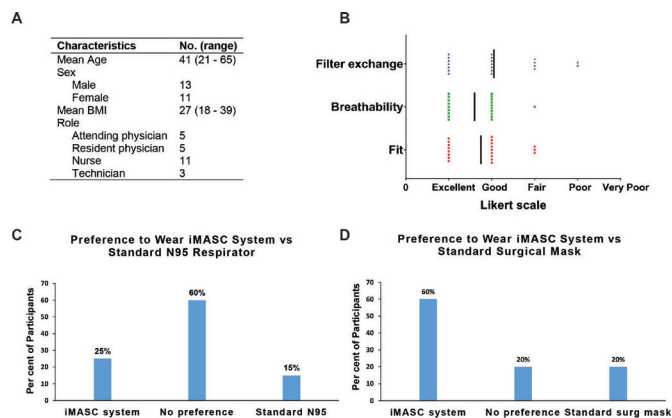 A
Characteristics No. (range)
Mean Age 41 (21 - 65)
Sex
Male 13
Female 11
Mean BMI 27 (18 - 39)
Role
Attending physician 5
Resident physician 5
Nurse 11
Technician 3
B
Filter exchange
Breathability
Fit
0 Excellent Good Fair Poor Very Poor
Likert scale
C
Preference to Wear iMASC System vs
Standard N95 Respirator
Per cent of Participants
70
60
50
40
30
20
10
0
25%
60%
15%
iMASC system No preference Standard N95
D
Preference to Wear iMASC System vs
Standard Surgical Mask
Per cent of Participants
70
60
50
40
30
20
10
0
60%
20%
20%
iMASC system No preference Standard surg mask